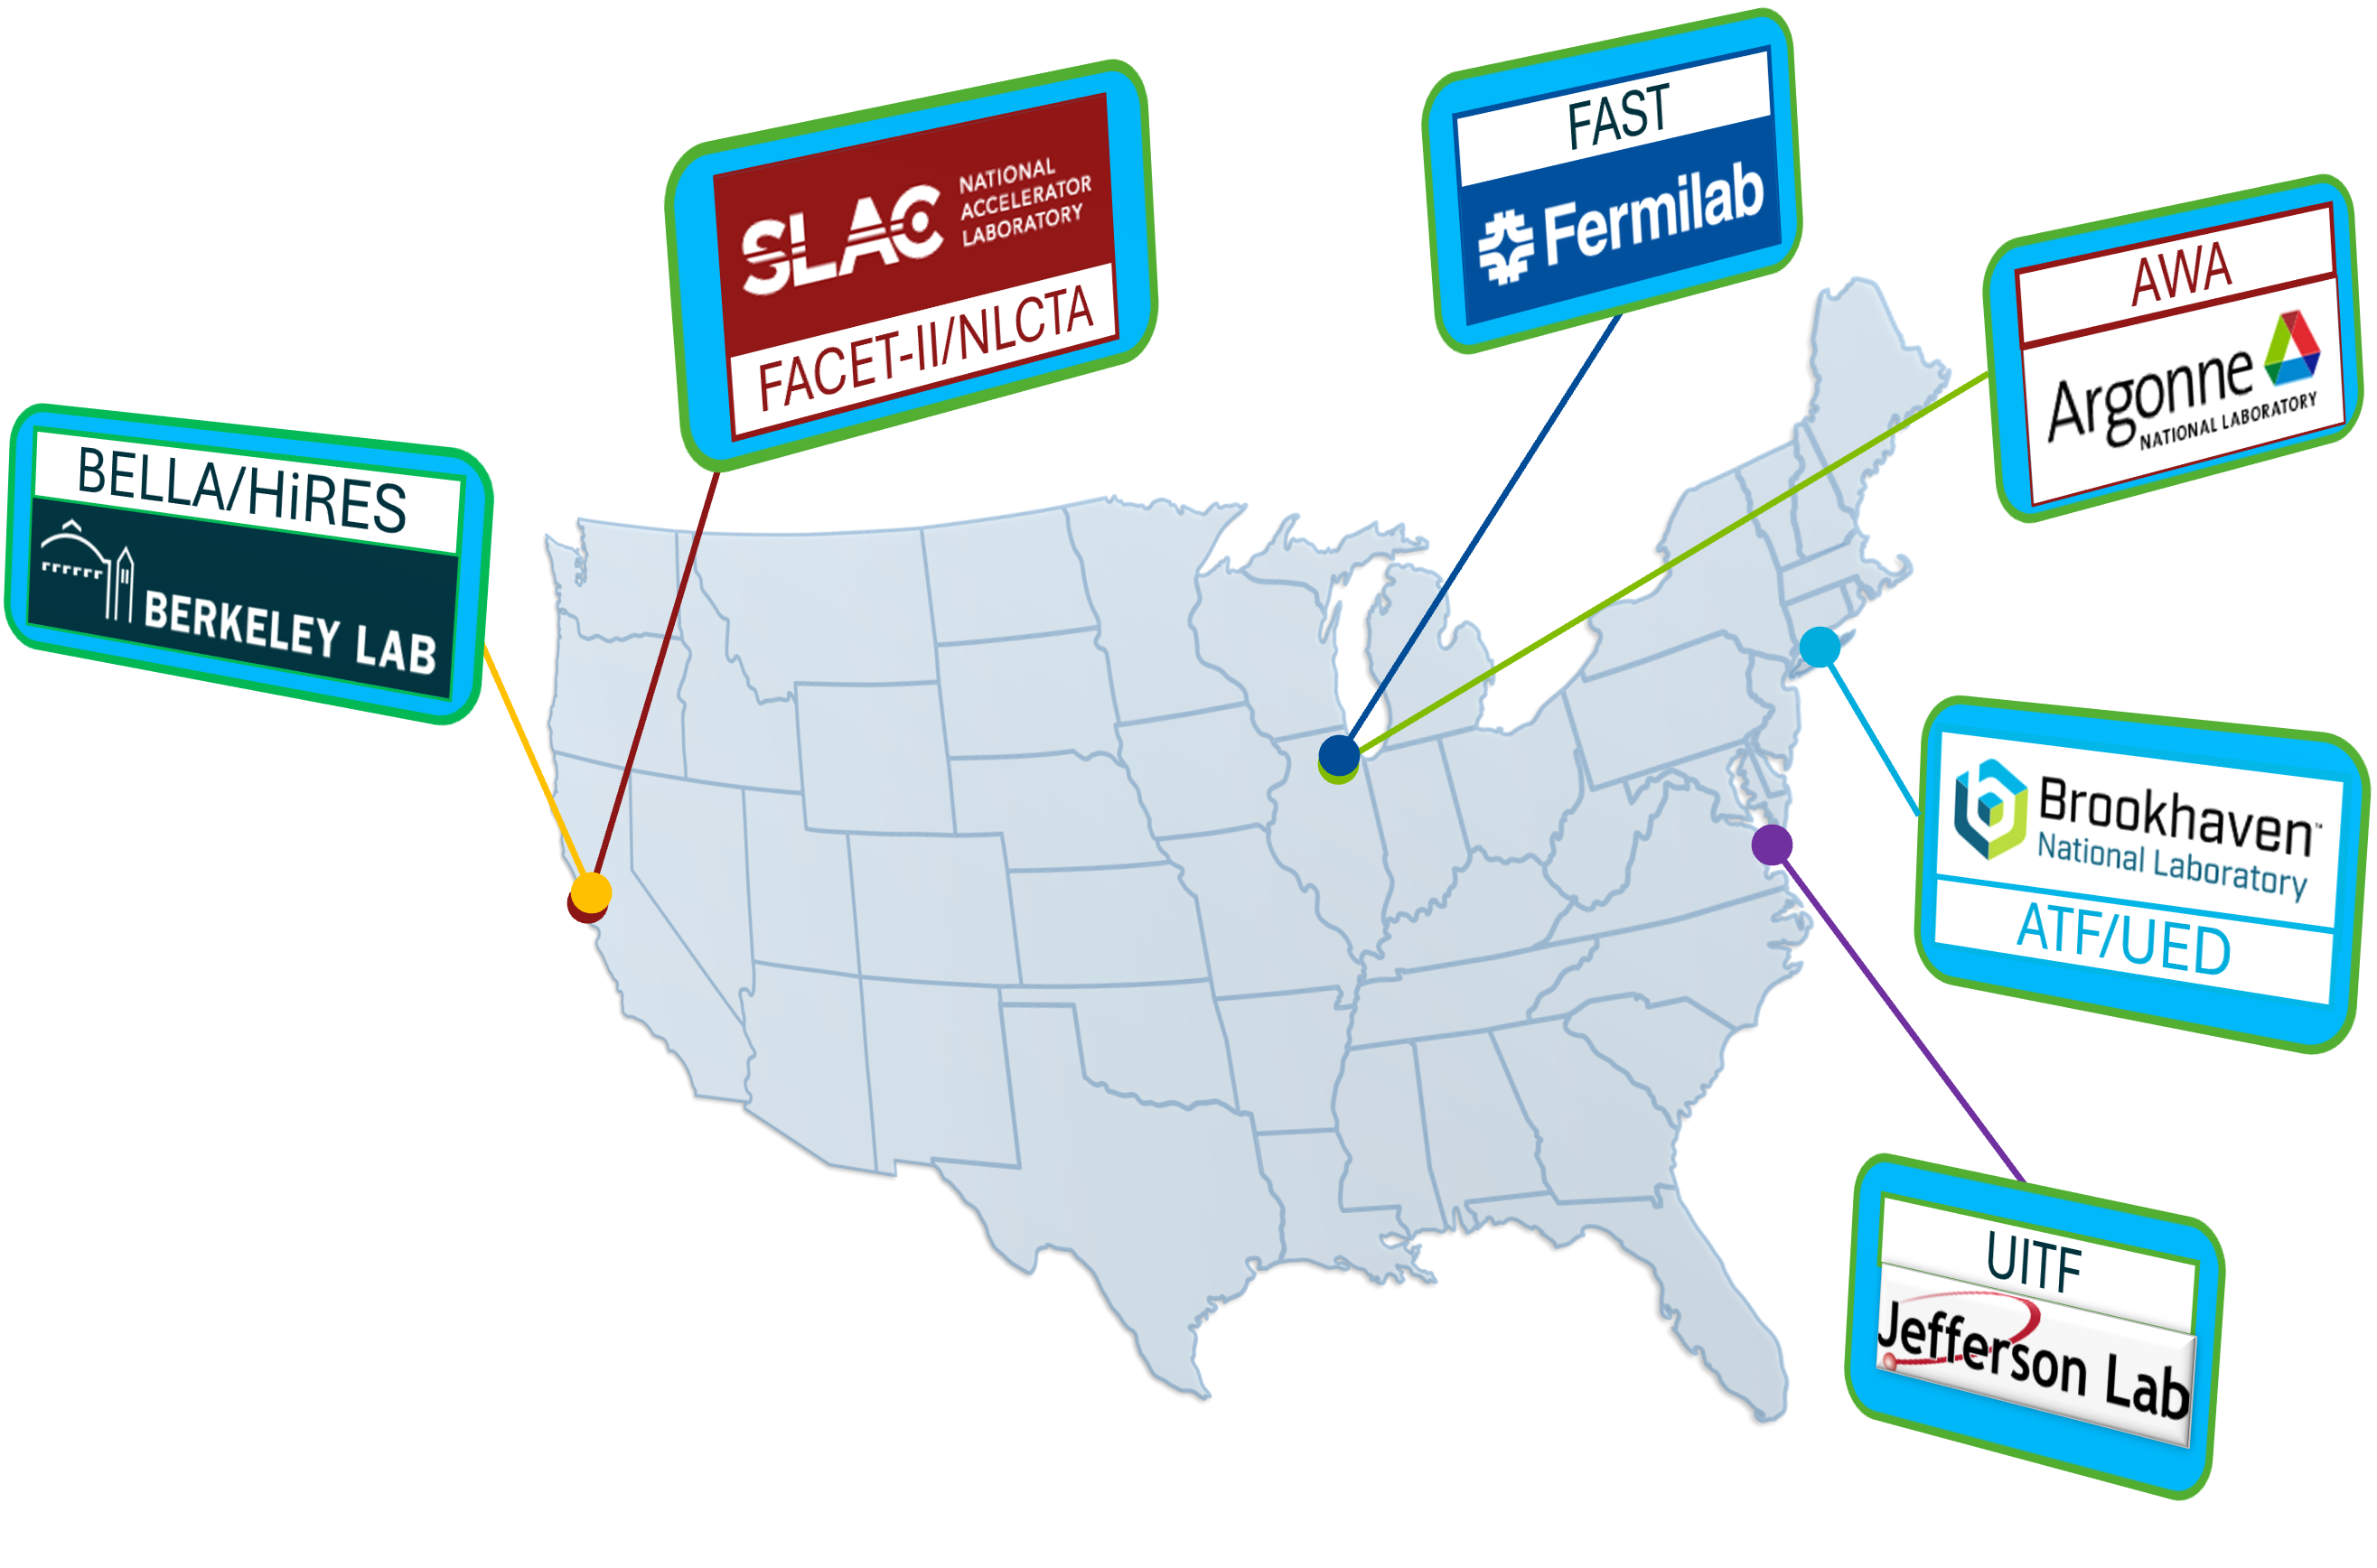 SLAC
NATIONAL
ACCELERATOR
LABORATORY
FACET-II/NLCTA
FAST
Fermilab
AWA
Argonne
NATIONAL LABORATORY
BELLA/HiRES
BERKELEY LAB
Brookhaven™
National Laboratory
ATF/UED
UITF
Jefferson Lab